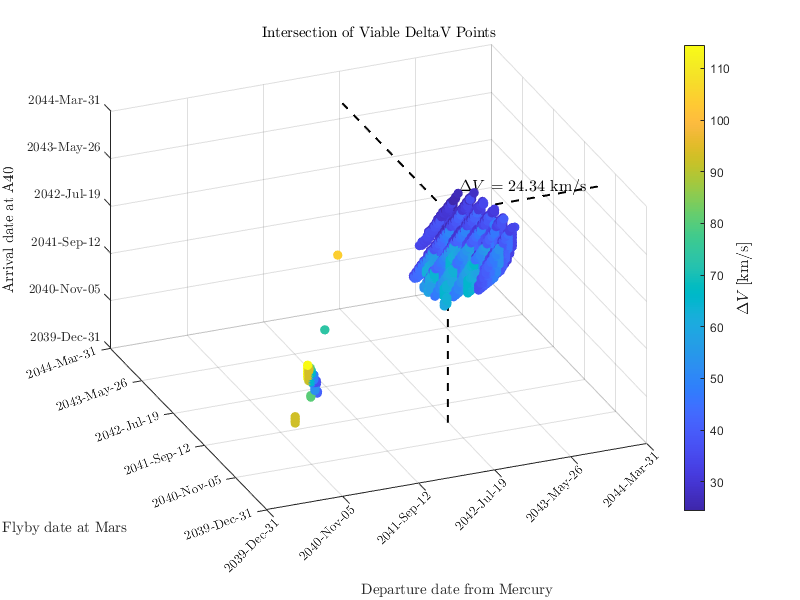 Intersection of Viable DeltaV Points
Arrival date at A40
2044-Mar-31
2043-May-26
2042-Jul-19
2041-Sep-12
2040-Nov-05
2039-Dec-31
2044-Mar-31
2043-May-26
2042-Jul-19
2041-Sep-12
2040-Nov-05
2039-Dec-31
Flyby date at Mars
2039-Dec-31
2040-Nov-05
2041-Sep-12
2042-Jul-19
2043-May-26
2044-Mar-31
Departure date from Mercury
ΔV = 24.34 km/s
110
100
90
80
70
60
50
40
30
ΔV [km/s]